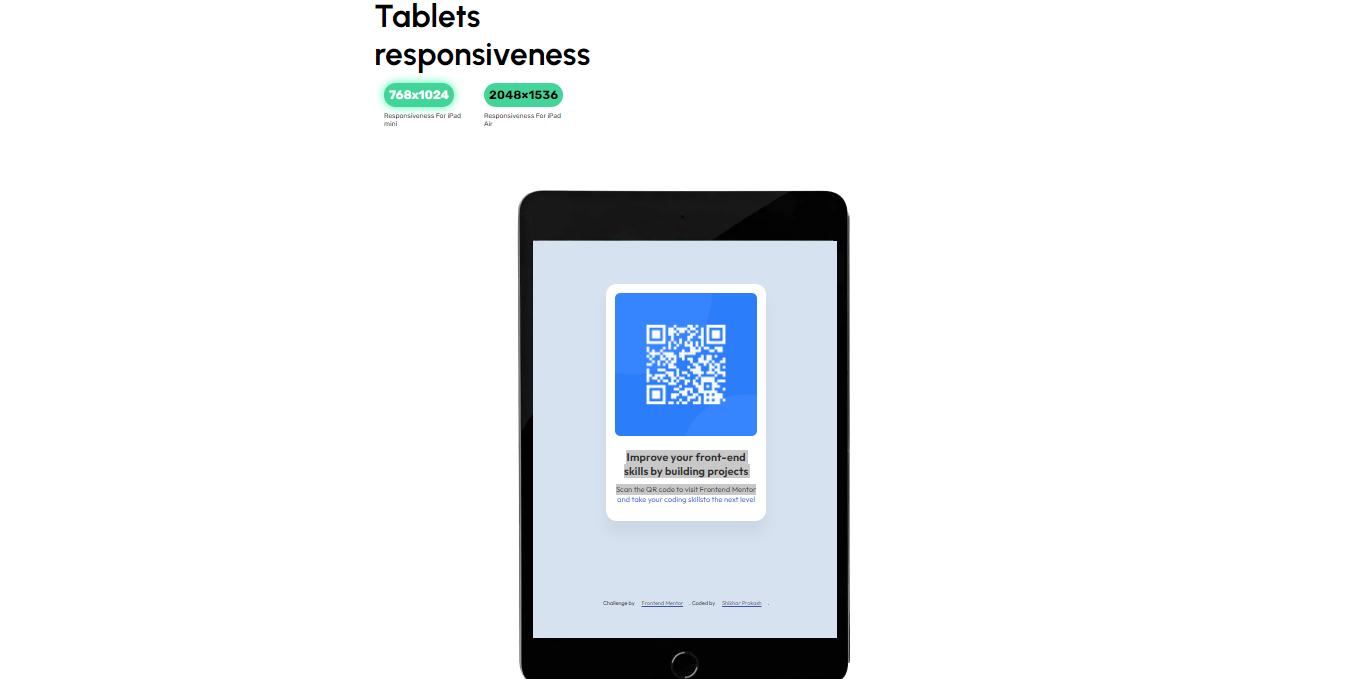 Tablets
responsiveness
768x1024
2048×1536
Responsiveness For iPad
mini
Responsiveness For iPad
Air
Improve your front-end
skills by building projects
Scan the QR code to visit Frontend Mentor
and take your coding skillsto the next level
Challenge by Frontend Mentor . Coded by Shikhar Prakash .